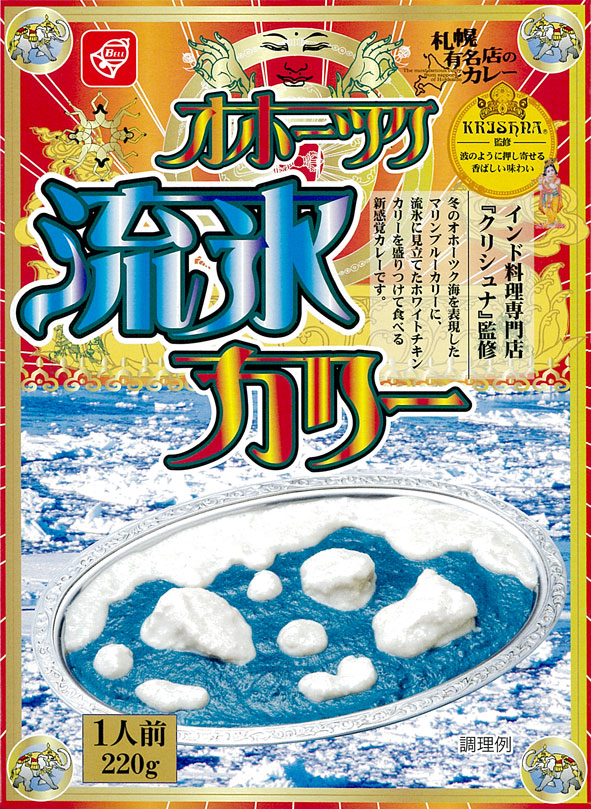 BELL
札幌
有名店の
カレー
オホーツク
流氷
カリー
KRISHNA
監修
波のように押し寄せる
香ばしい味わい
インド料理専門店
『クリシュナ』監修
冬のオホーツク海を表現した
マリンブルーカリーに、
流氷に見立てたホワイトチキン
カリーを盛りつけて食べる
新感覚カレーです。
1人前
220g
調理例